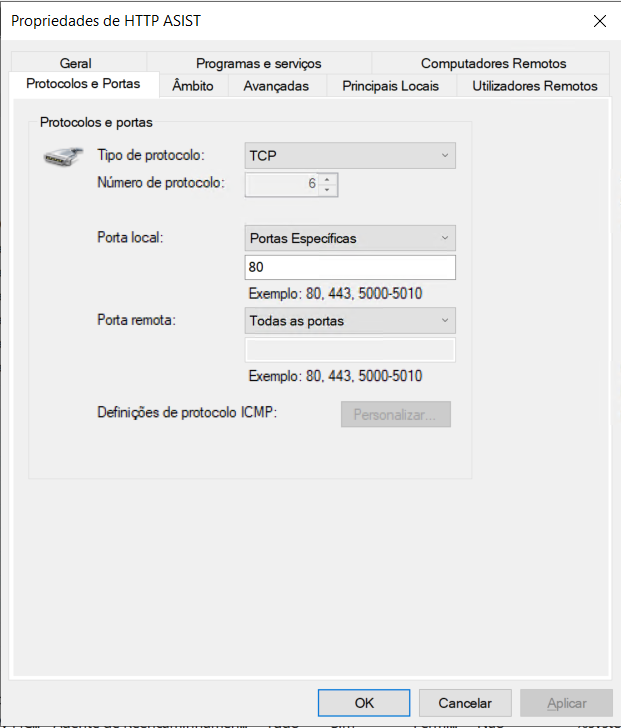 Propriedades de HTTP ASIST
Geral Programas e serviços Computadores Remotos
Protocolos e Portas Âmbito Avançadas Principais Locais Utilizadores Remotos
Protocolos e portas
Tipo de protocolo: TCP
Número de protocolo: 6
Porta local: Portas Específicas
80
Exemplo: 80, 443, 5000-5010
Porta remota: Todas as portas
Exemplo: 80, 443, 5000-5010
Definições de protocolo ICMP: Personalizar...
OK Cancelar Aplicar